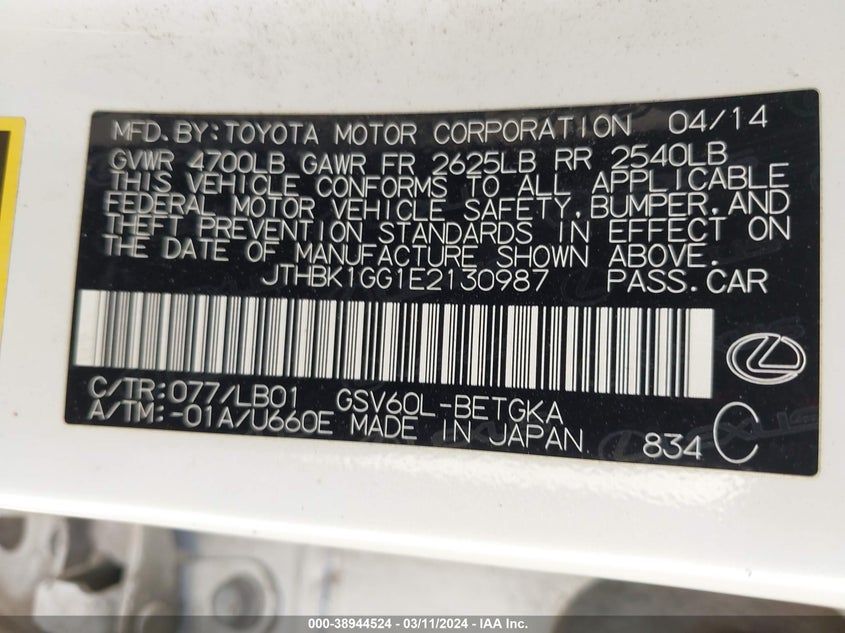 MFD. BY: TOYOTA MOTOR CORPORATION 04/14
GVWR 4700LB GAWR FR 2625LB RR 2540LB
THIS VEHICLE CONFORMS TO ALL APPLICABLE
FEDERAL MOTOR VEHICLE SAFETY, BUMPER, AND
THEFT PREVENTION STANDARDS IN EFFECT ON
THE DATE OF MANUFACTURE SHOWN ABOVE.
JTHBK1GG1E2130987 PASS. CAR
C/TR: 077/LB01 GSV60L-BETGKA
A/TM: -01A/U660E MADE IN JAPAN 834 C
000-38944524 - 03/11/2024 - IAA Inc.